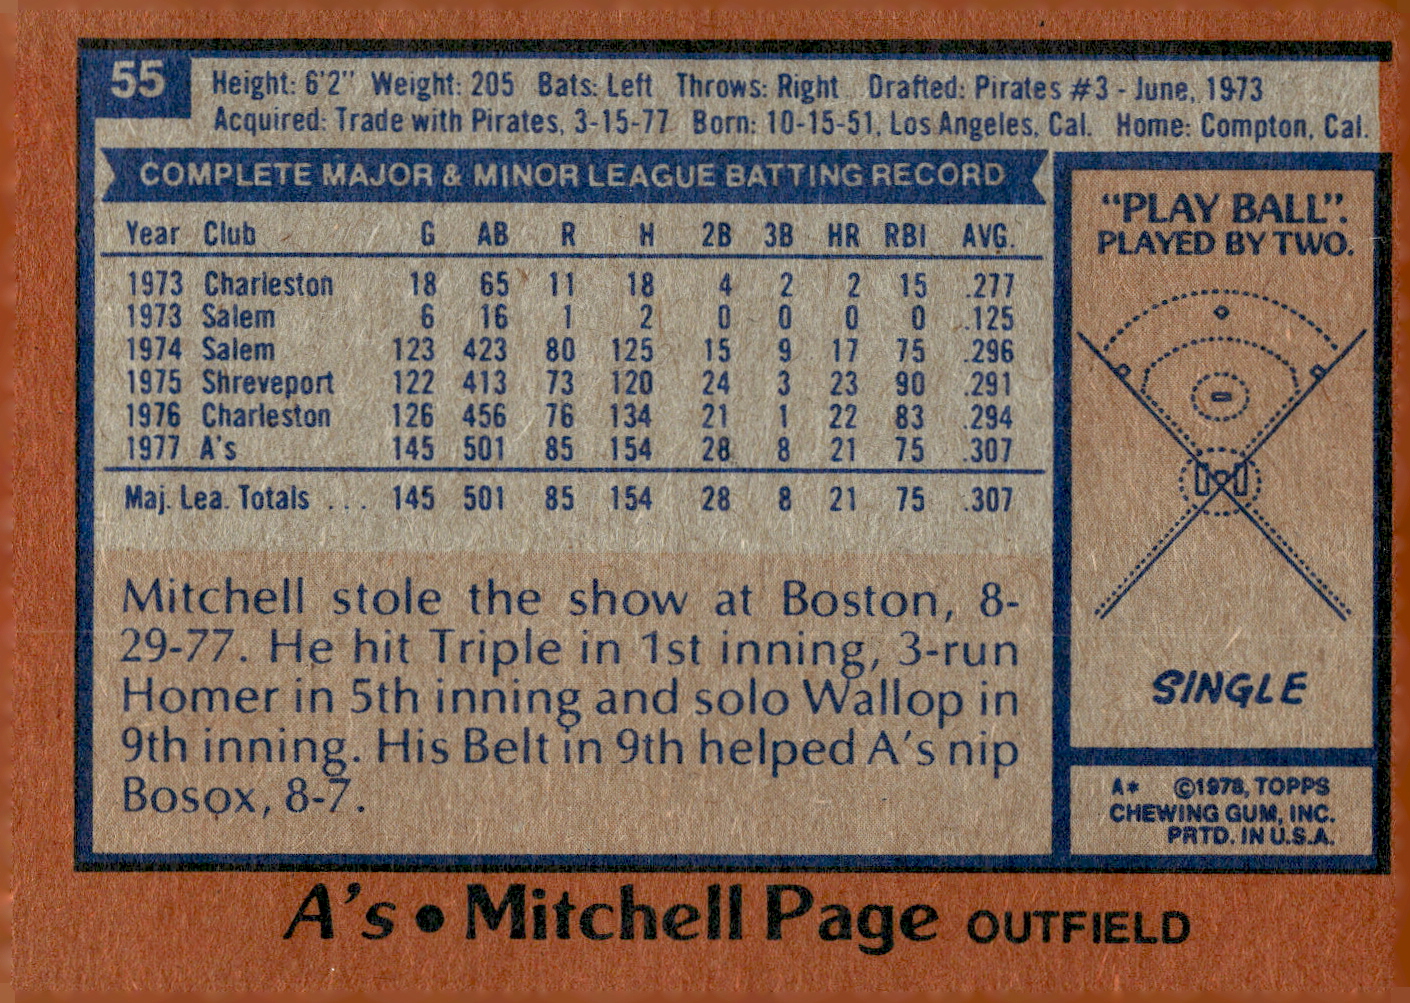 55
Height: 6'2" Weight: 205 Bats: Left Throws: Right Drafted: Pirates #3 - June, 1973
Acquired: Trade with Pirates, 3-15-77 Born: 10-15-51, Los Angeles, Cal. Home: Compton, Cal.
COMPLETE MAJOR & MINOR LEAGUE BATTING RECORD
Year Club G AB R H 2B 3B HR RBI AVG.
1973 Charleston 18 65 11 18 4 2 2 15 .277
1973 Salem 6 16 1 2 0 0 0 0 .125
1974 Salem 123 423 80 125 15 9 17 75 .296
1975 Shreveport 122 413 73 120 24 3 23 90 .291
1976 Charleston 126 456 76 134 21 1 22 83 .294
1977 A's 145 501 85 154 28 8 21 75 .307
Maj. Lea. Totals ... 145 501 85 154 28 8 21 75 .307
Mitchell stole the show at Boston, 8-
29-77. He hit Triple in 1st inning, 3-run
Homer in 5th inning and solo Wallop in
9th inning. His Belt in 9th helped A's nip
Bosox, 8-7.
"PLAY BALL".
PLAYED BY TWO.
SINGLE
A* ©1978, TOPPS
CHEWING GUM, INC.
PRTD. IN U.S.A.
A's • Mitchell Page OUTFIELD